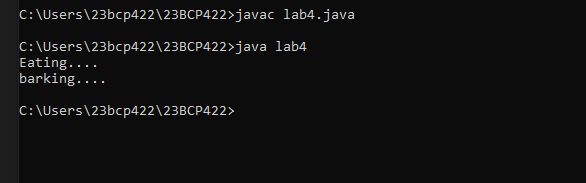 C:\Users\23bcp422\23BCP422>javac lab4.java
C:\Users\23bcp422\23BCP422>java lab4
Eating....
barking....
C:\Users\23bcp422\23BCP422>